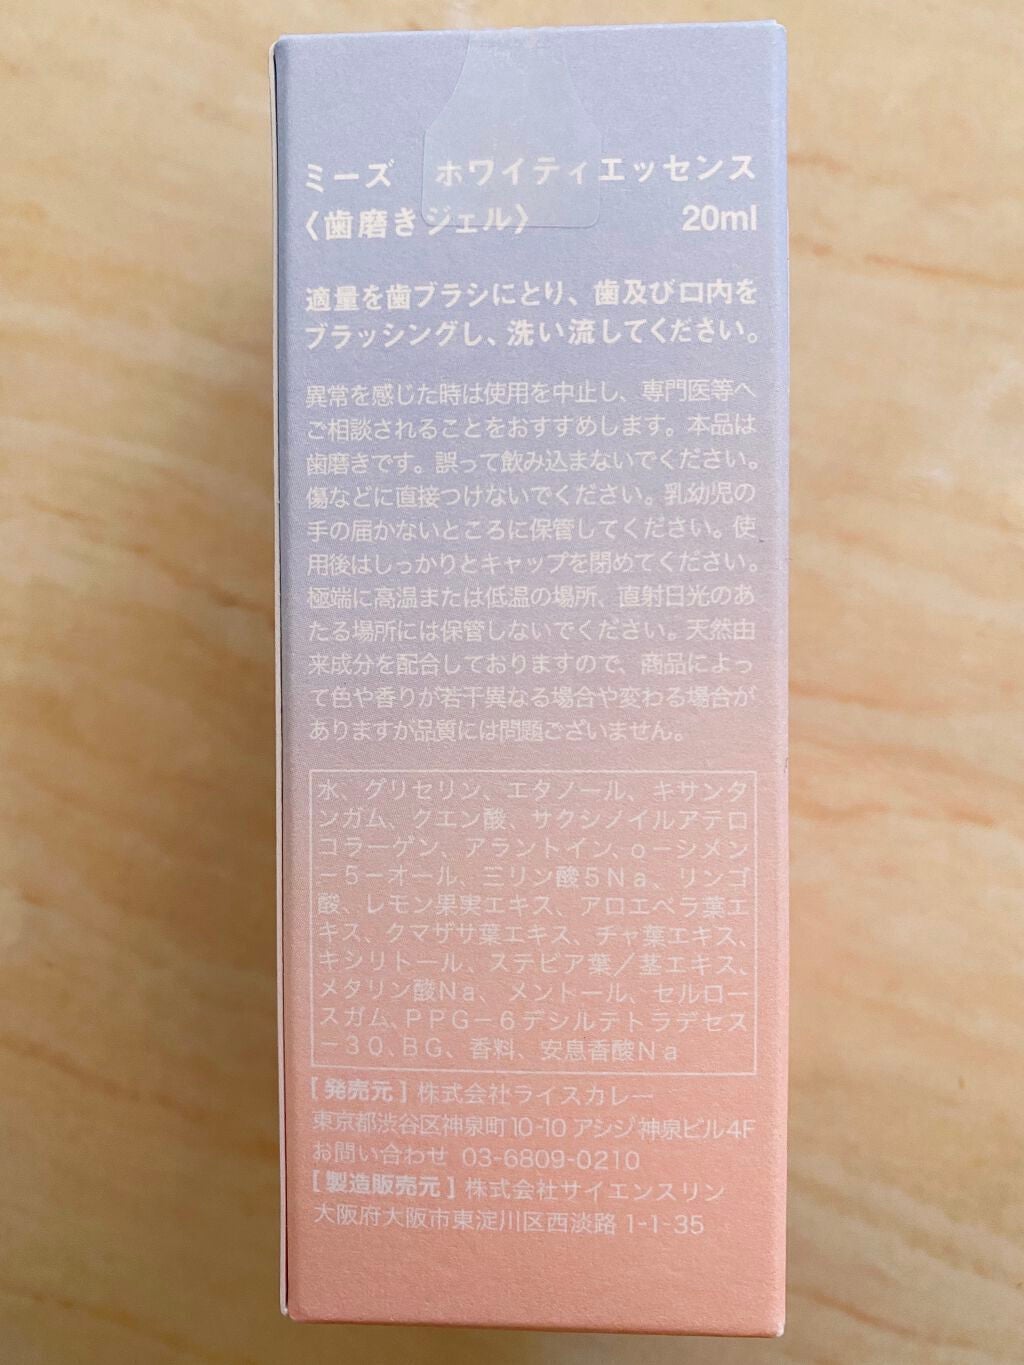 ミーズ　ホワイティエッセンス
〈歯磨きジェル〉 20ml
適量を歯ブラシにとり、歯及び口内を
ブラッシングし、洗い流してください。
異常を感じた時は使用を中止し、専門医等へ
ご相談されることをおすすめします。本品は
歯磨きです。誤って飲み込まないでください。
傷などに直接つけないでください。乳幼児の
手の届かないところに保管してください。使
用後はしっかりとキャップを閉めてください。
極端に高温または低温の場所、直射日光のあ
たる場所には保管しないでください。天然由
来成分を配合しておりますので、商品によっ
て色や香りが若干異なる場合や変わる場合が
ありますが品質には問題ございません。
水、グリセリン、エタノール、キサンタ
ンガム、クエン酸、サクシノイルアテロ
コラーゲン、アラントイン、o－シメン
－5－オール、三リン酸5Na、リンゴ
酸、レモン果実エキス、アロエベラ葉エ
キス、クマザサ葉エキス、チャ葉エキス、
キシリトール、ステビア葉／茎エキス、
メタリン酸Na、メントール、セルロー
スガム、PPG－6デシルテトラデセス
－30、BG、香料、安息香酸Na
[発売元] 株式会社ライスカレー
東京都渋谷区神泉町10-10 アシジ神泉ビル4F
お問い合わせ 03-6809-0210
[製造販売元] 株式会社サイエンスリン
大阪府大阪市東淀川区西淡路 1-1-35